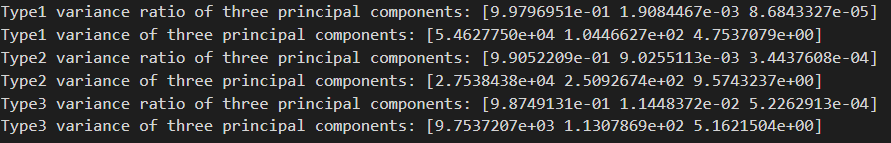 Type1 variance ratio of three principal components: [9.9796951e-01 1.9084467e-03 8.6843327e-05]
Type1 variance of three principal components: [5.4627750e+04 1.0446627e+02 4.7537079e+00]
Type2 variance ratio of three principal components: [9.9052209e-01 9.0255113e-03 3.4437608e-04]
Type2 variance of three principal components: [2.7538438e+04 2.5092674e+02 9.5743237e+00]
Type3 variance ratio of three principal components: [9.8749131e-01 1.1448372e-02 5.2262913e-04]
Type3 variance of three principal components: [9.7537207e+03 1.1307869e+02 5.1621504e+00]